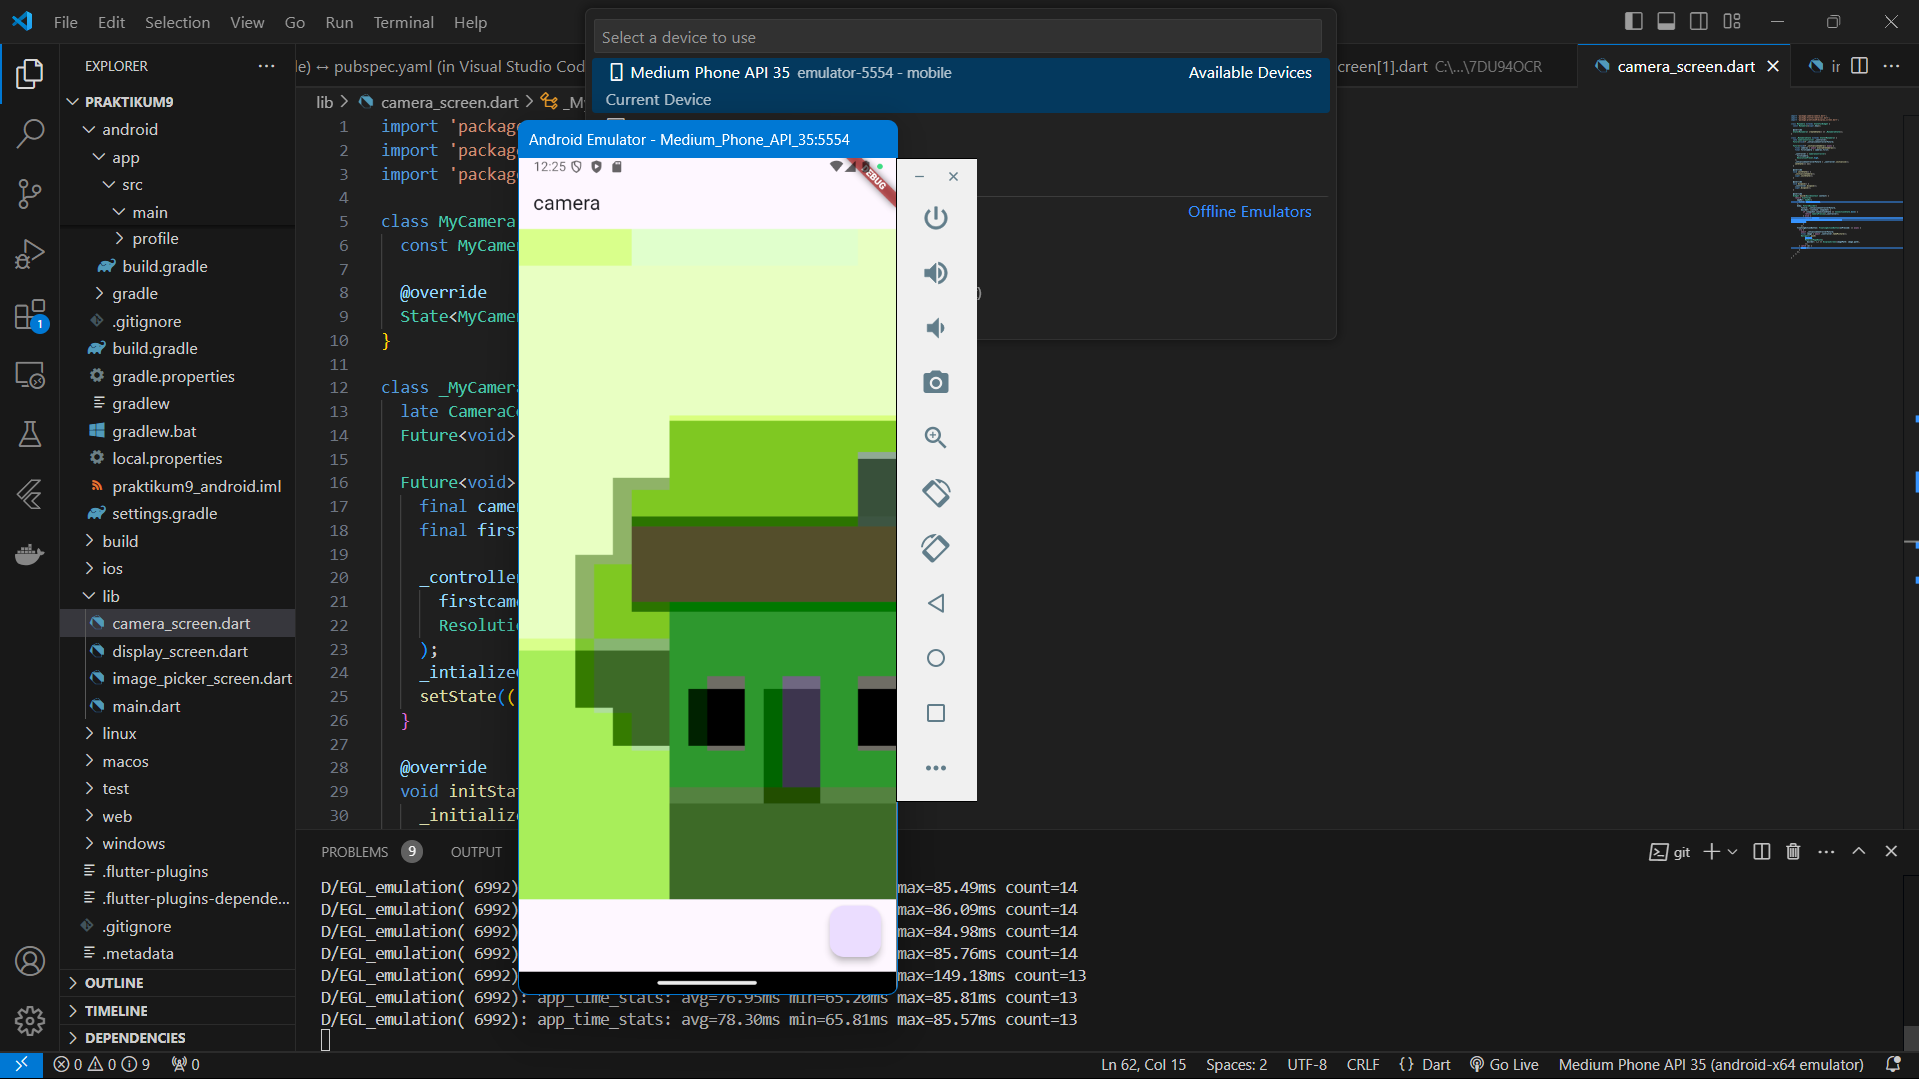 File Edit Selection View Go Run Terminal Help
Select a device to use
Medium Phone API 35 emulator-5554 - mobile Available Devices
Current Device
Offline Emulators
EXPLORER
le) ↔ pubspec.yaml (in Visual Studio Cod
creen[1].dart C:\...\7DU94OCR
camera_screen.dart
PRAKTIKUM9
android
app
src
main
profile
build.gradle
gradle
.gitignore
build.gradle
gradle.properties
gradlew
gradlew.bat
local.properties
praktikum9_android.iml
settings.gradle
build
ios
lib
camera_screen.dart
display_screen.dart
image_picker_screen.dart
main.dart
linux
macos
test
web
windows
.flutter-plugins
.flutter-plugins-depende...
.gitignore
.metadata
OUTLINE
TIMELINE
DEPENDENCIES
1
lib > camera_screen.dart > _My
1 import 'package
2 import 'package
3 import 'package
4
5 class MyCamera
6 const MyCame
7
8 @override
9 State<MyCame
10 }
11
12 class _MyCamera
13 late CameraCo
14 Future<void>
15
16 Future<void>
17 final came
18 final firs
19
20 _controlle
21 firstcame
22 Resoluti
23 );
24 _intialize
25 setState((
26 }
27
28 @override
29 void initSta
30 _initializ
Android Emulator - Medium_Phone_API_35:5554
12:25
DEBUG
camera
PROBLEMS 9 OUTPUT
git
D/EGL_emulation( 6992) max=85.49ms count=14
D/EGL_emulation( 6992) max=86.09ms count=14
D/EGL_emulation( 6992) max=84.98ms count=14
D/EGL_emulation( 6992) max=85.76ms count=14
D/EGL_emulation( 6992) max=149.18ms count=13
D/EGL_emulation( 6992): app_time_stats: avg=76.95ms min=65.20ms max=85.81ms count=13
D/EGL_emulation( 6992): app_time_stats: avg=78.30ms min=65.81ms max=85.57ms count=13
0 0 9 0
Ln 62, Col 15 Spaces: 2 UTF-8 CRLF {} Dart Go Live Medium Phone API 35 (android-x64 emulator)